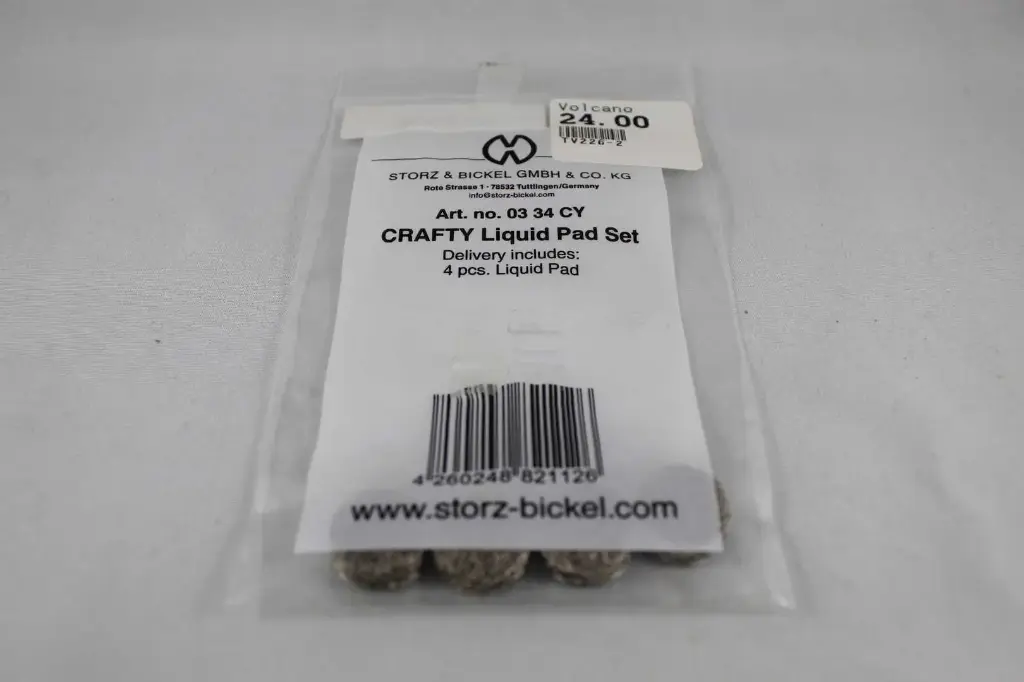 Volcano
24.00
TV226-2
STORZ & BICKEL GMBH & CO. KG
Rote Strasse 1 · 78532 Tuttlingen/Germany
info@storz-bickel.com
Art. no. 03 34 CY
CRAFTY Liquid Pad Set
Delivery includes:
4 pcs. Liquid Pad
4 260248 821126
www.storz-bickel.com